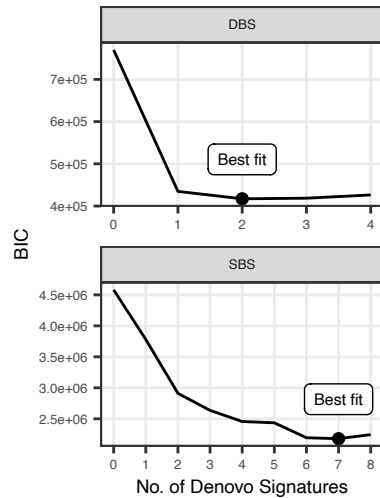 DBS
7e+05
6e+05
5e+05
4e+05
Best fit
0 1 2 3 4
BIC
SBS
4.5e+06
4.0e+06
3.5e+06
3.0e+06
2.5e+06
Best fit
0 1 2 3 4 5 6 7 8
No. of Denovo Signatures